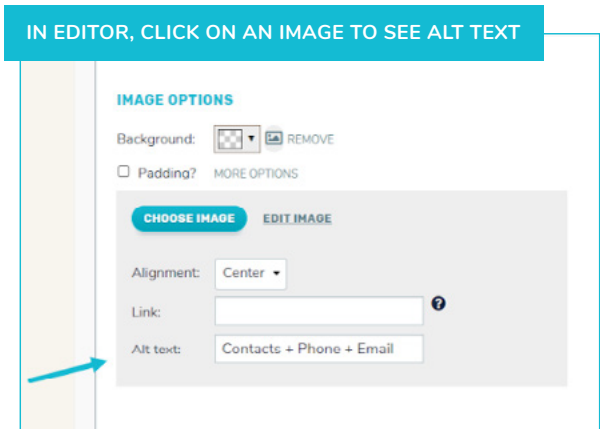 IN EDITOR, CLICK ON AN IMAGE TO SEE ALT TEXT
IMAGE OPTIONS
Background: REMOVE
Padding? MORE OPTIONS
CHOOSE IMAGE EDIT IMAGE
Alignment: Center
Link: ?
Alt text: Contacts + Phone + Email